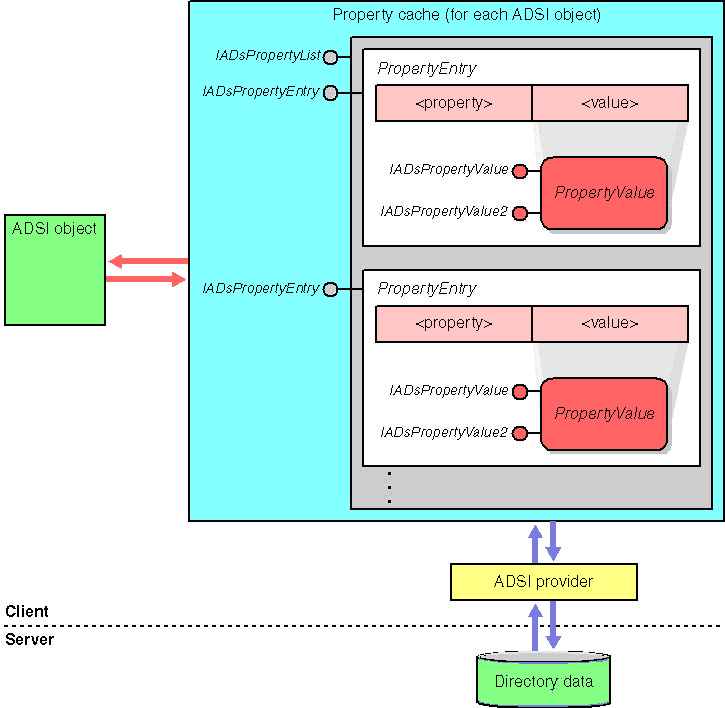 Property cache (for each ADSI object)
IADsPropertyList
PropertyEntry
IADsPropertyEntry
<property>
<value>
IADsPropertyValue
PropertyValue
IADsPropertyValue2
ADSI object
IADsPropertyEntry
PropertyEntry
<property>
<value>
IADsPropertyValue
PropertyValue
IADsPropertyValue2
ADSI provider
Client
Server
Directory data